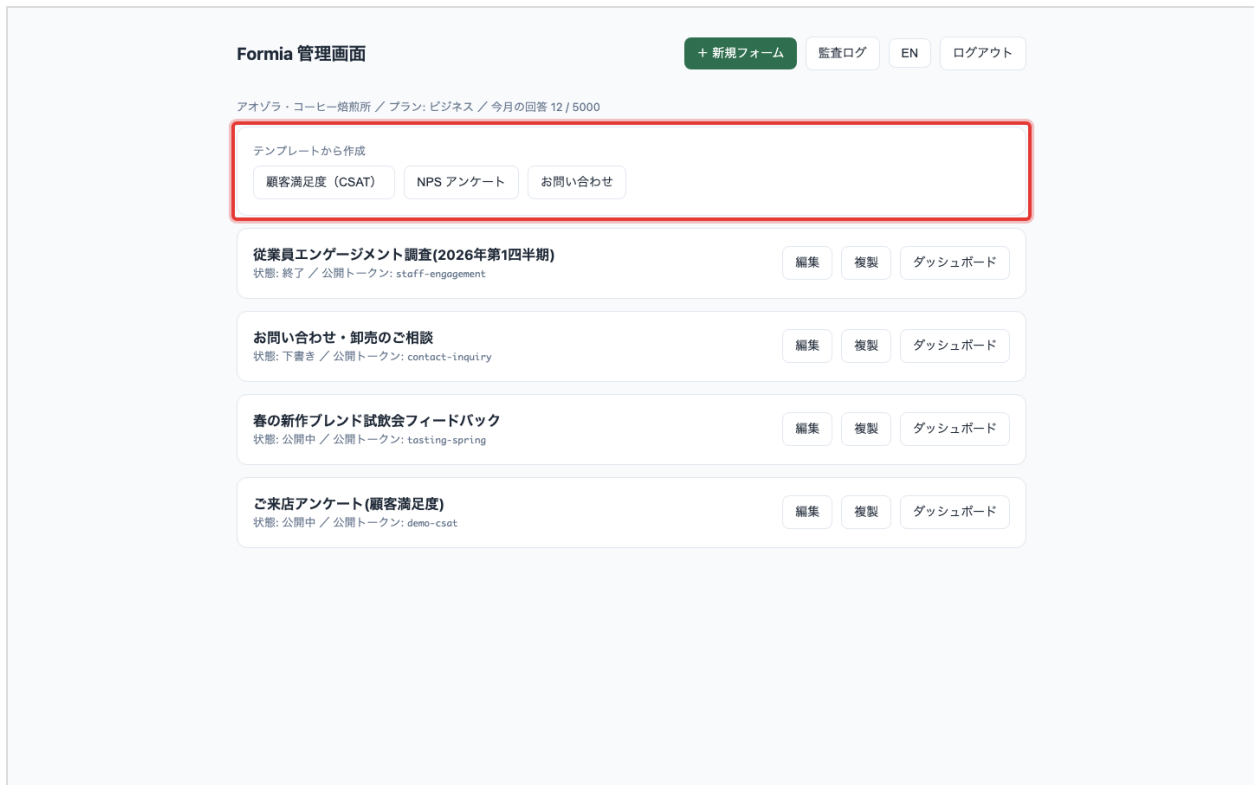 Formia 管理画面
+ 新規フォーム 監査ログ EN ログアウト
アオゾラ・コーヒー焙煎所 / プラン: ビジネス / 今月の回答 12 / 5000
テンプレートから作成
顧客満足度（CSAT） NPS アンケート お問い合わせ
従業員エンゲージメント調査(2026年第1四半期)
状態: 終了 / 公開トークン: staff-engagement
編集 複製 ダッシュボード
お問い合わせ・卸売のご相談
状態: 下書き / 公開トークン: contact-inquiry
編集 複製 ダッシュボード
春の新作ブレンド試飲会フィードバック
状態: 公開中 / 公開トークン: tasting-spring
編集 複製 ダッシュボード
ご来店アンケート(顧客満足度)
状態: 公開中 / 公開トークン: demo-csat
編集 複製 ダッシュボード